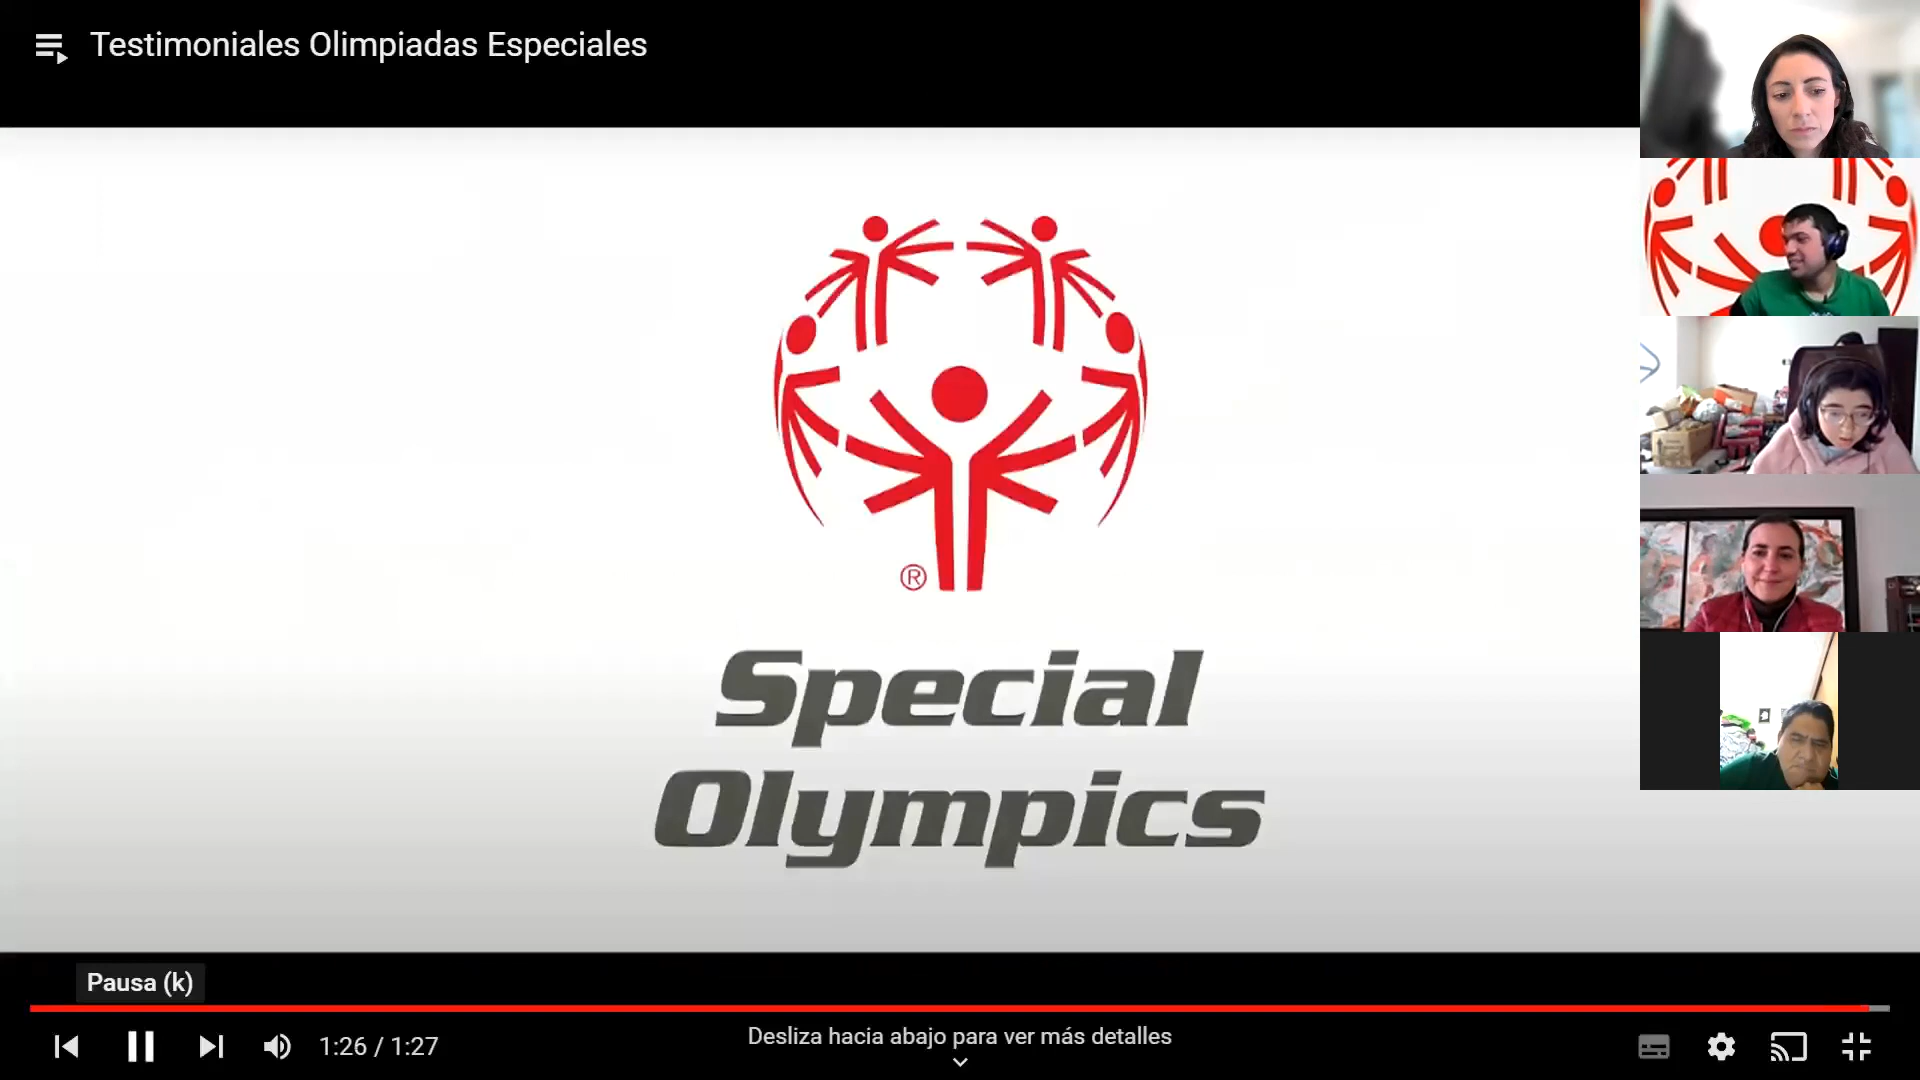 Testimoniales Olimpiadas Especiales
®
Special
Olympics
Pausa (k)
1:26 / 1:27
Desliza hacia abajo para ver más detalles